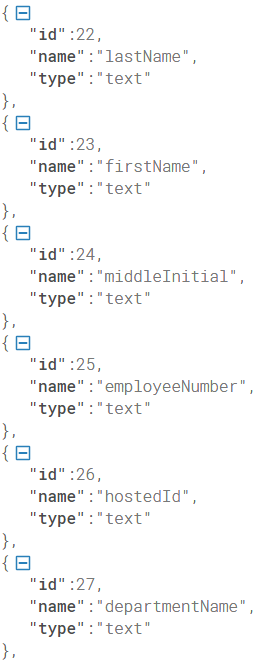 {
"id":22,
"name":"lastName",
"type":"text"
},
{
"id":23,
"name":"firstName",
"type":"text"
},
{
"id":24,
"name":"middleInitial",
"type":"text"
},
{
"id":25,
"name":"employeeNumber",
"type":"text"
},
{
"id":26,
"name":"hostedId",
"type":"text"
},
{
"id":27,
"name":"departmentName",
"type":"text"
},